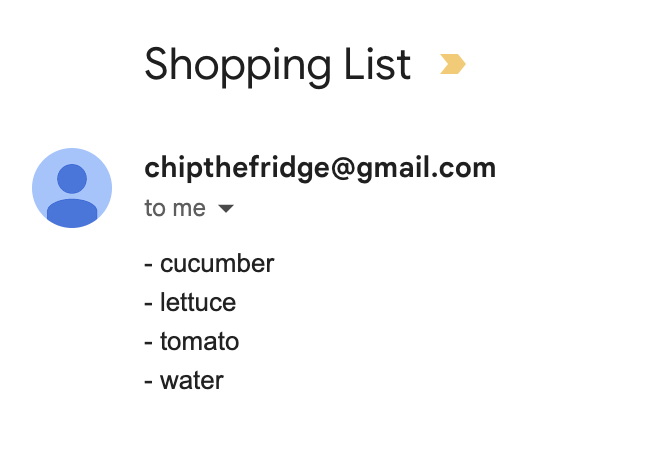 Shopping List
chipthefridge@gmail.com
to me
- cucumber
- lettuce
- tomato
- water